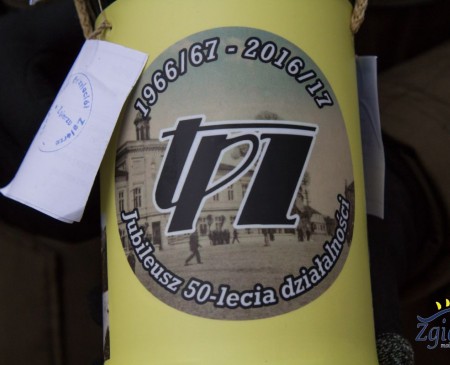 1966/67 - 2016/17
tpz
Jubileusz 50-lecia działalności